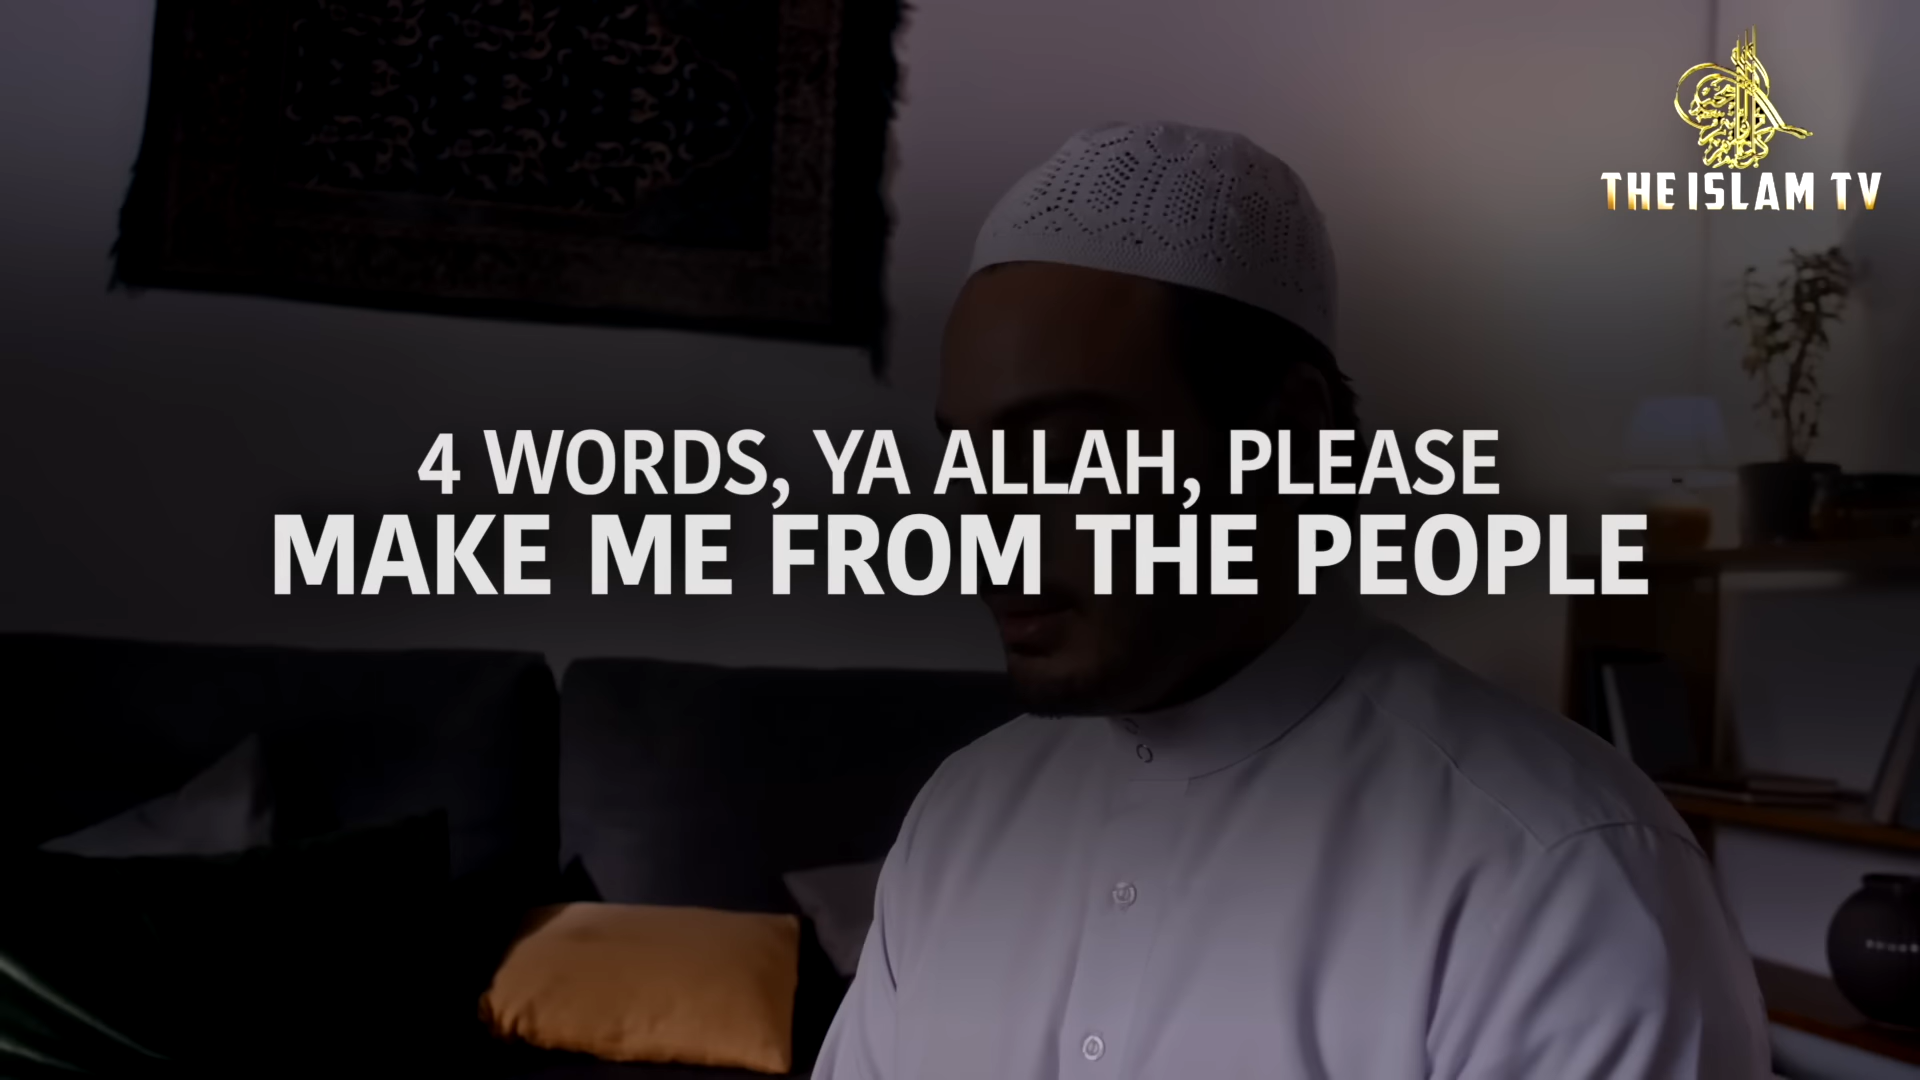 THE ISLAM TV
4 WORDS, YA ALLAH, PLEASE
MAKE ME FROM THE PEOPLE